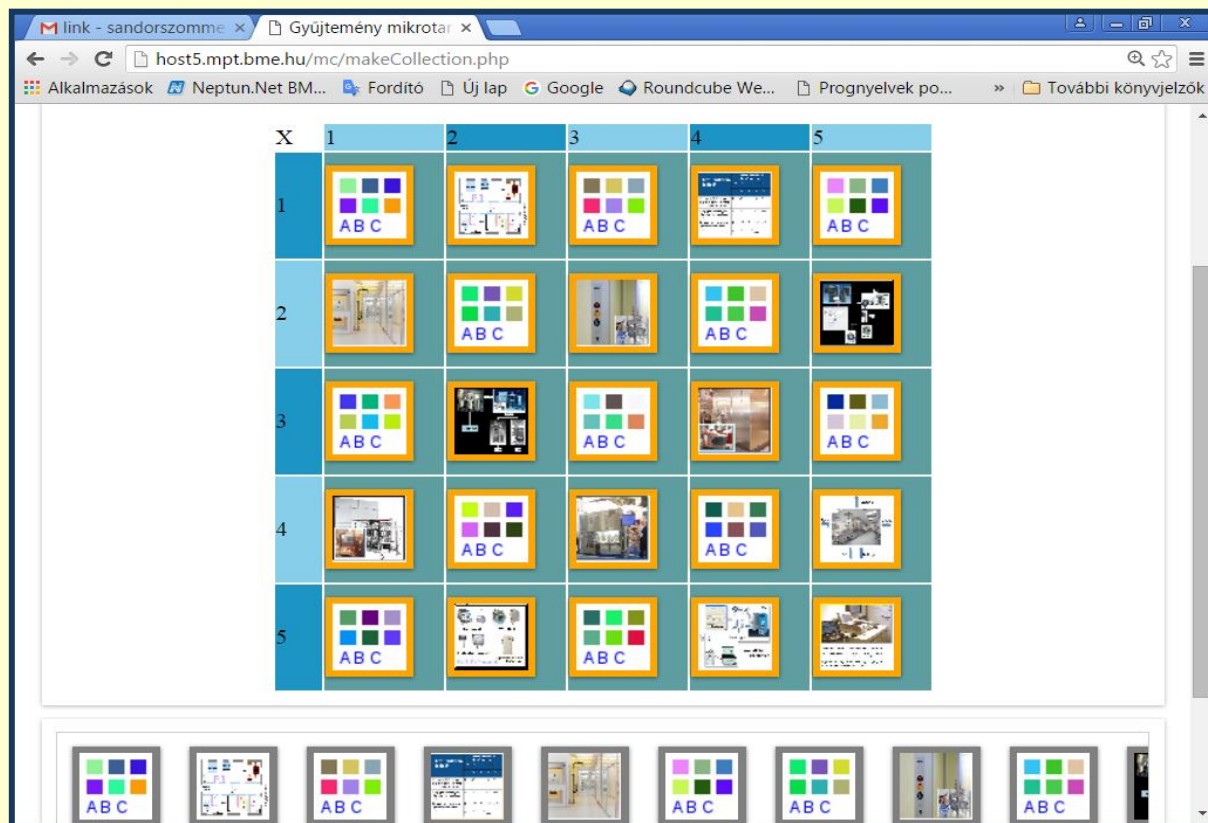 link - sandorszomme
Gyűjtemény mikrotar
host5.mpt.bme.hu/mc/makeCollection.php
Alkalmazások Neptun.Net BM... Fordító Új lap Google Roundcube We... Prognyelvek po... » További könyvjelzők
X 1 2 3 4 5
1 ABC ABC ABC
2 ABC ABC
3 ABC ABC ABC
4 ABC ABC
5 ABC ABC
ABC ABC ABC ABC ABC